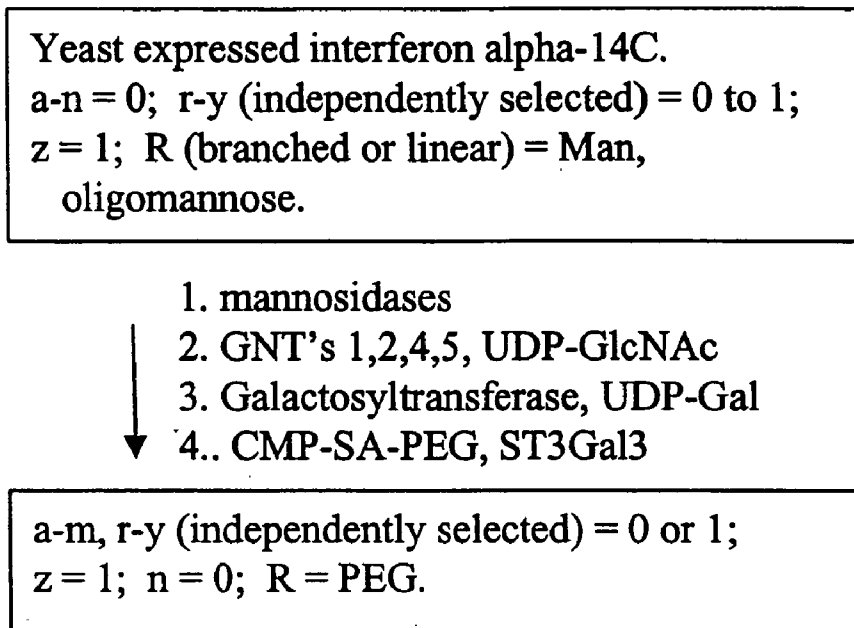 Yeast expressed interferon alpha-14C.
a-n = 0; r-y (independently selected) = 0 to 1;
z = 1; R (branched or linear) = Man,
oligomannose.
1. mannosidases
2. GNT's 1,2,4,5, UDP-GlcNAc
3. Galactosyltransferase, UDP-Gal
4.. CMP-SA-PEG, ST3Gal3
a-m, r-y (independently selected) = 0 or 1;
z = 1; n = 0; R = PEG.